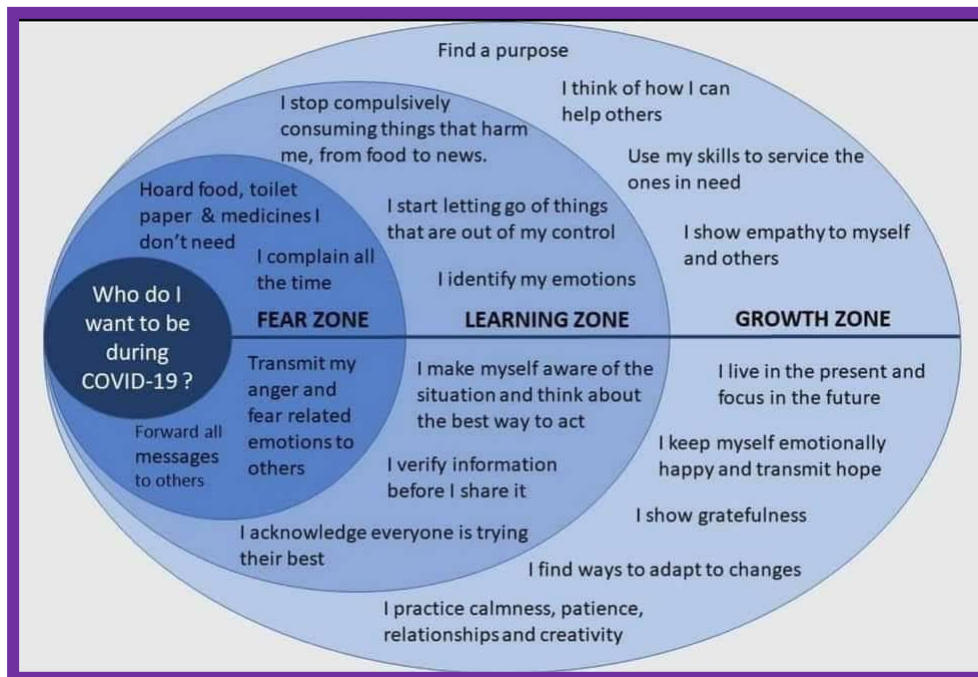 Find a purpose
I think of how I can
help others
I stop compulsively
consuming things that harm
me, from food to news.
Use my skills to service the
ones in need
Hoard food, toilet
paper & medicines I
don't need
I start letting go of things
that are out of my control
I show empathy to myself
and others
I complain all
the time
I identify my emotions
Who do I
want to be
during
COVID-19 ?
FEAR ZONE
LEARNING ZONE
GROWTH ZONE
Transmit my
anger and
fear related
emotions to
others
I make myself aware of the
situation and think about
the best way to act
I live in the present and
focus in the future
Forward all
messages
to others
I verify information
before I share it
I keep myself emotionally
happy and transmit hope
I show gratefulness
I acknowledge everyone is trying
their best
I find ways to adapt to changes
I practice calmness, patience,
relationships and creativity